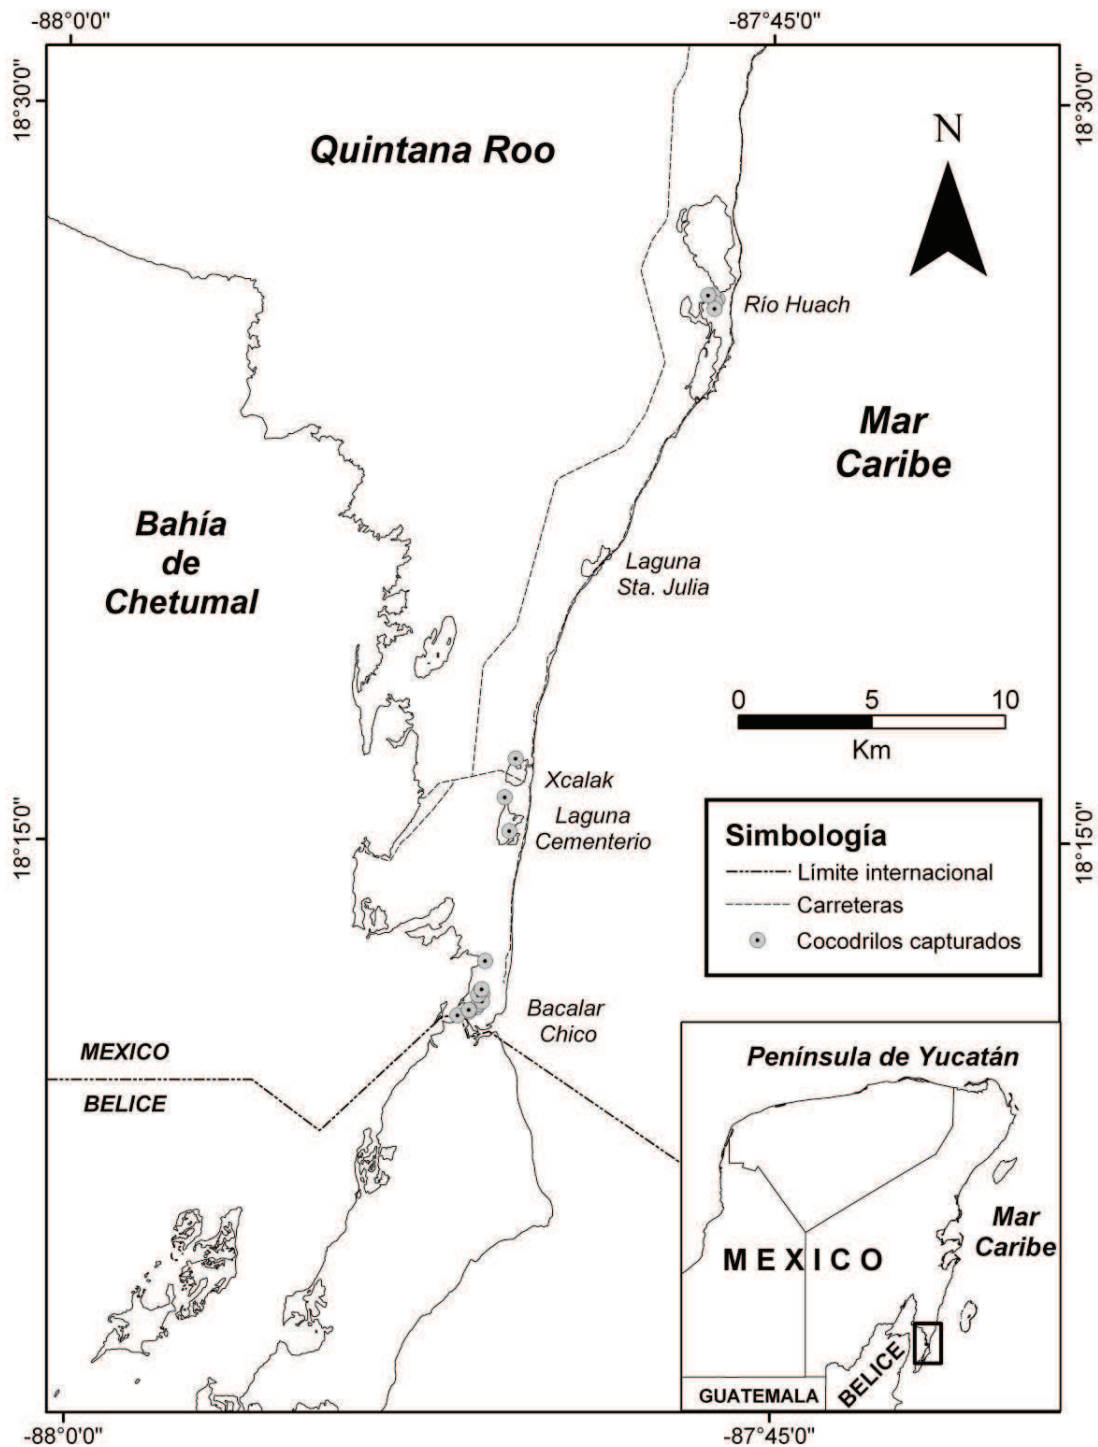 -88°0'0"
-87°45'0"
18°30'0"
18°30'0"
Quintana Roo
N
Río Huach
Mar
Caribe
Bahía
de
Chetumal
Laguna
Sta. Julia
0 5 10
Km
Xcalak
Laguna
Cementerio
18°15'0"
18°15'0"
Simbología
Límite internacional
Carreteras
Cocodrilos capturados
Bacalar
Chico
MEXICO
BELICE
Península de Yucatán
Mar
Caribe
MEXICO
BELICE
GUATEMALA
-88°0'0"
-87°45'0"